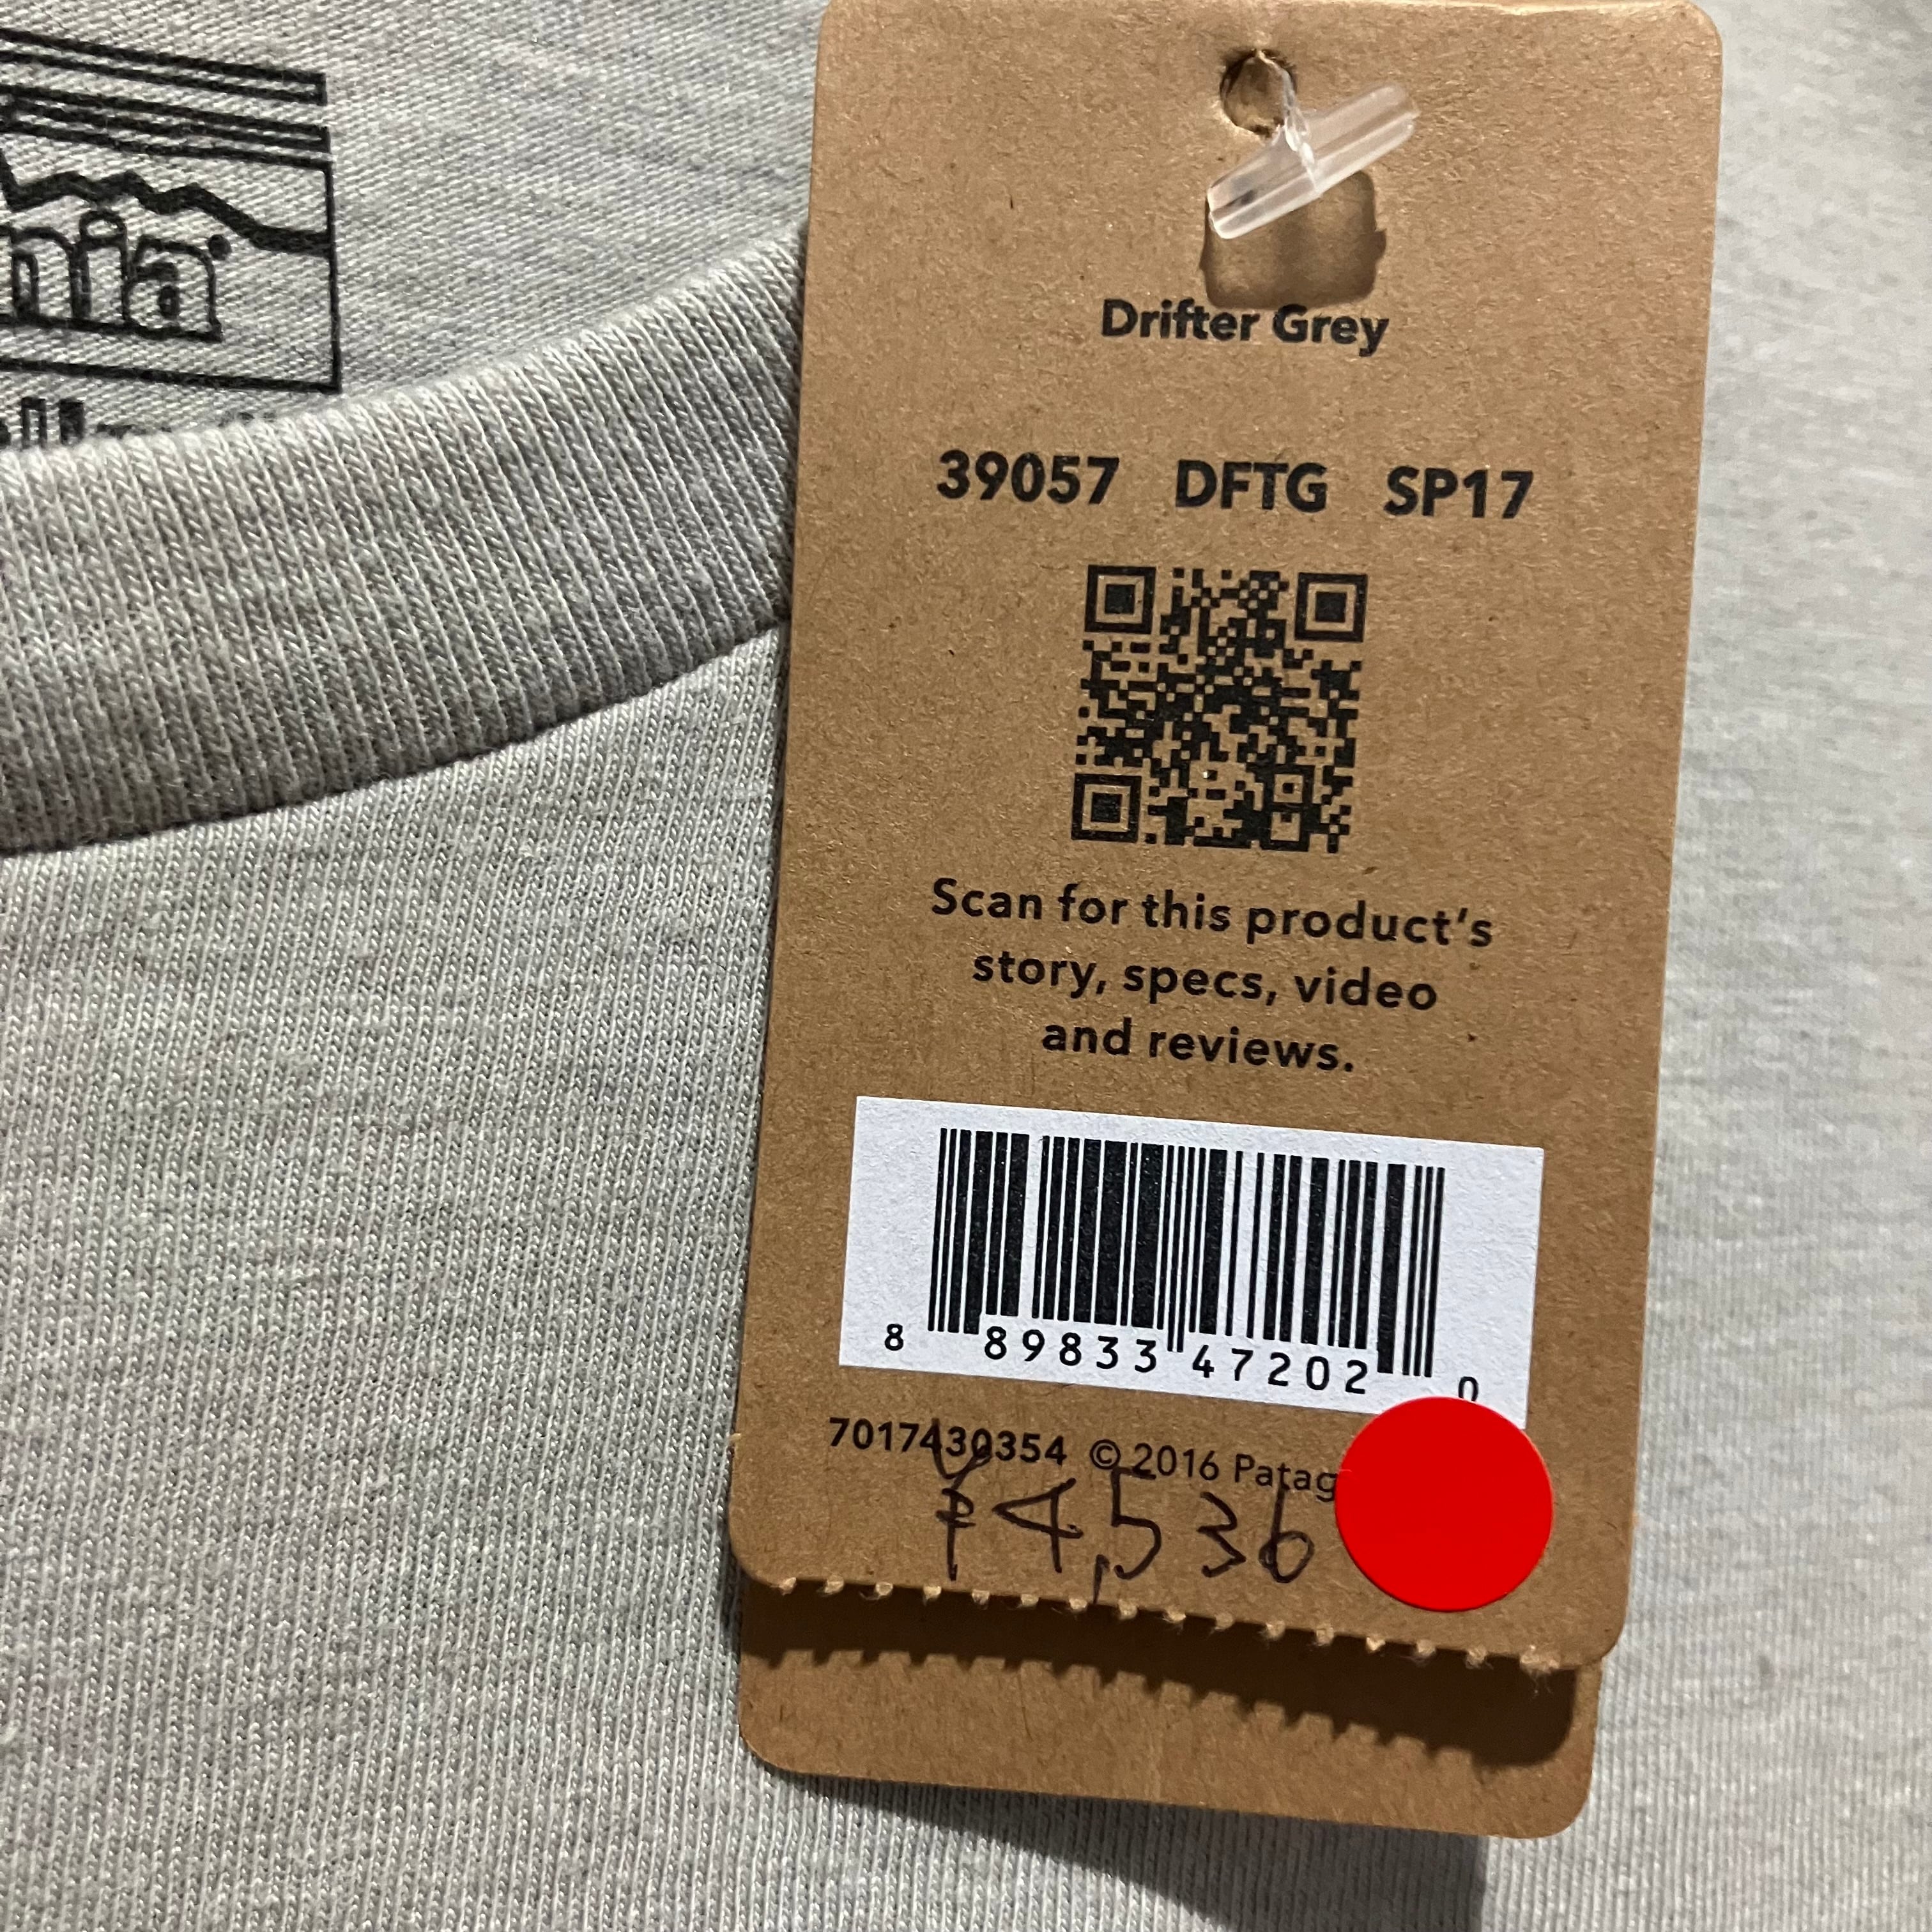 nia
Drifter Grey
39057 DFTG SP17
Scan for this product's
story, specs, video
and reviews.
8 89833 47202 0
7017430354 © 2016 Patag
¥4,536